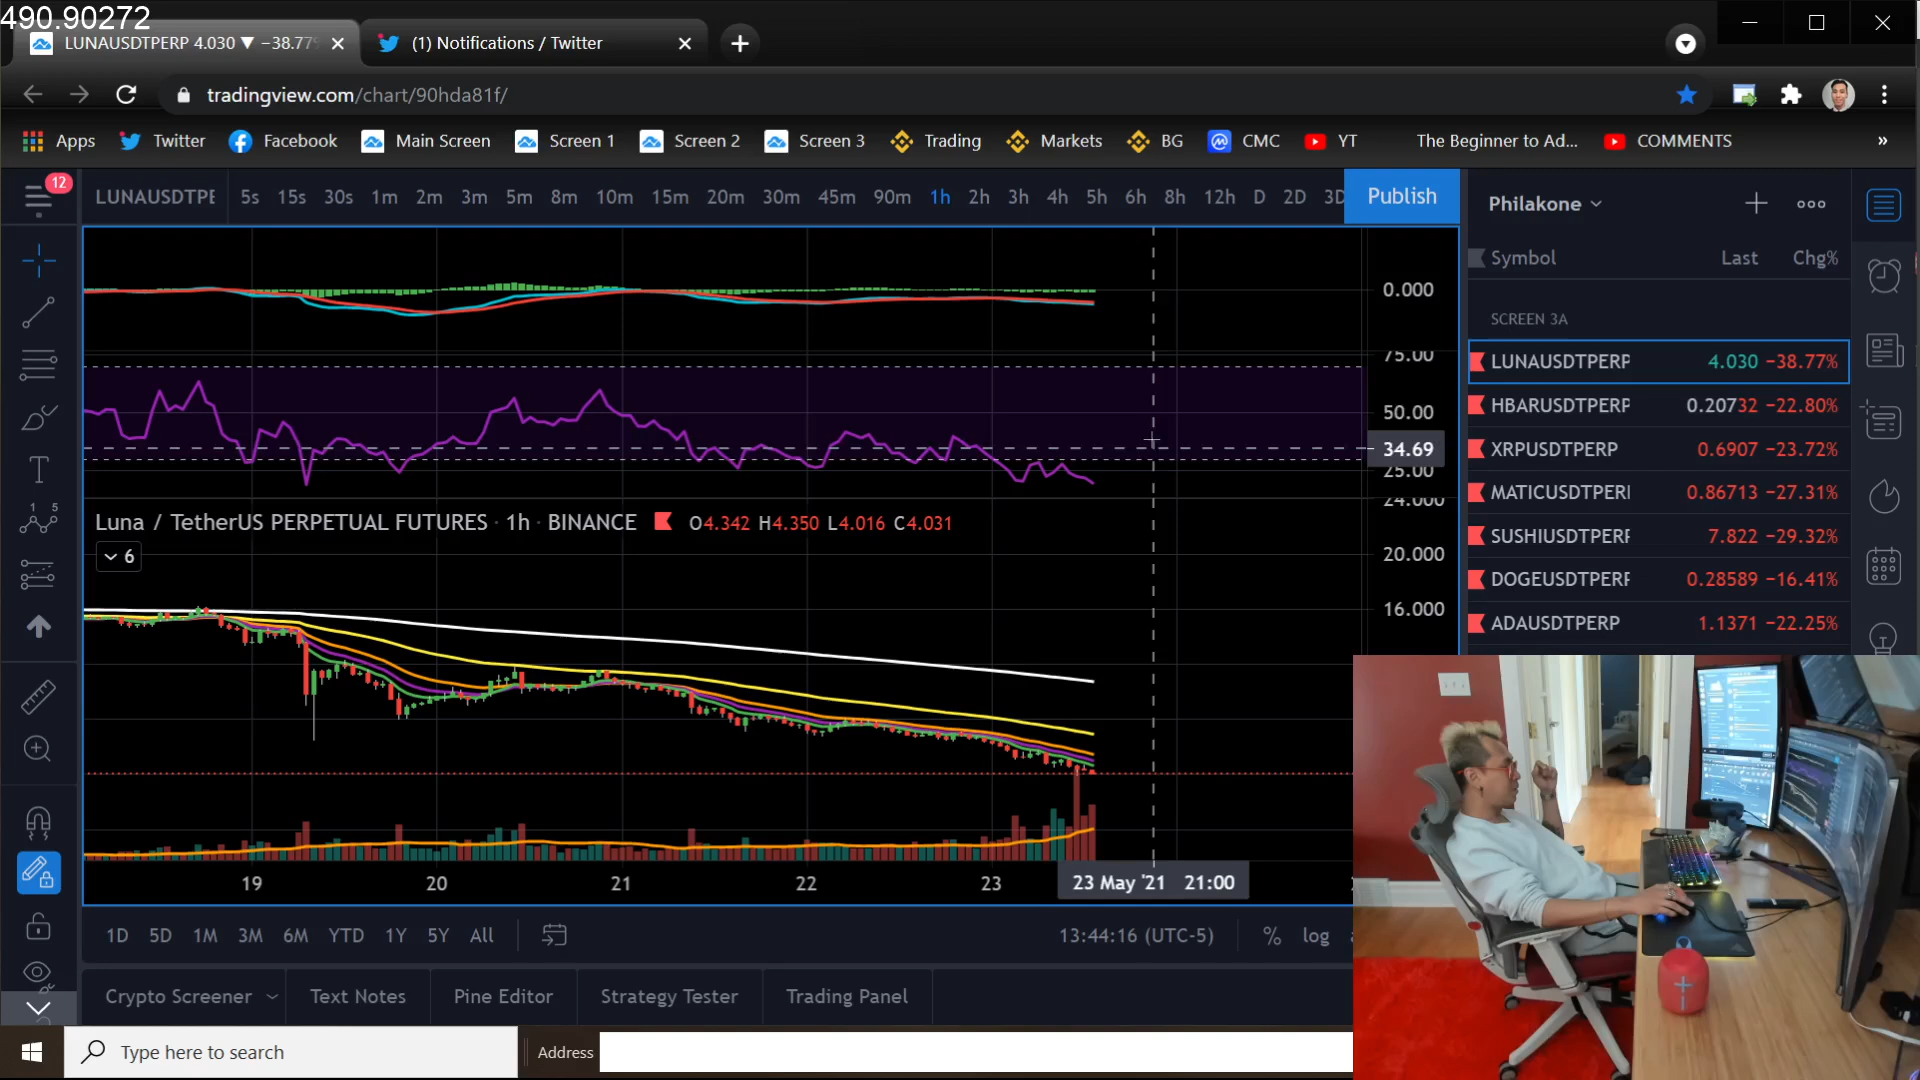 490.90272
LUNAUSDTPERP 4.030 ▼ −38.77%
(1) Notifications / Twitter
tradingview.com/chart/90hda81f/
Apps Twitter Facebook Main Screen Screen 1 Screen 2 Screen 3 Trading Markets BG CMC YT The Beginner to Ad... COMMENTS »
12
LUNAUSDTPE 5s 15s 30s 1m 2m 3m 5m 8m 10m 15m 20m 30m 45m 90m 1h 2h 3h 4h 5h 6h 8h 12h D 2D 3D Publish
Philakone
Symbol Last Chg%
SCREEN 3A
LUNAUSDTPERP 4.030 −38.77%
HBARUSDTPERP 0.20732 −22.80%
XRPUSDTPERP 0.6907 −23.72%
MATICUSDTPERP 0.86713 −27.31%
SUSHIUSDTPERP 7.822 −29.32%
DOGEUSDTPERP 0.28589 −16.41%
ADAUSDTPERP 1.1371 −22.25%
0.000
75.00
50.00
34.69
25.00
24.000
20.000
16.000
Luna / TetherUS PERPETUAL FUTURES · 1h · BINANCE O4.342 H4.350 L4.016 C4.031
6
19 20 21 22 23
23 May '21 21:00
1D 5D 1M 3M 6M YTD 1Y 5Y All
13:44:16 (UTC-5) % log
Crypto Screener Text Notes Pine Editor Strategy Tester Trading Panel
Type here to search
Address